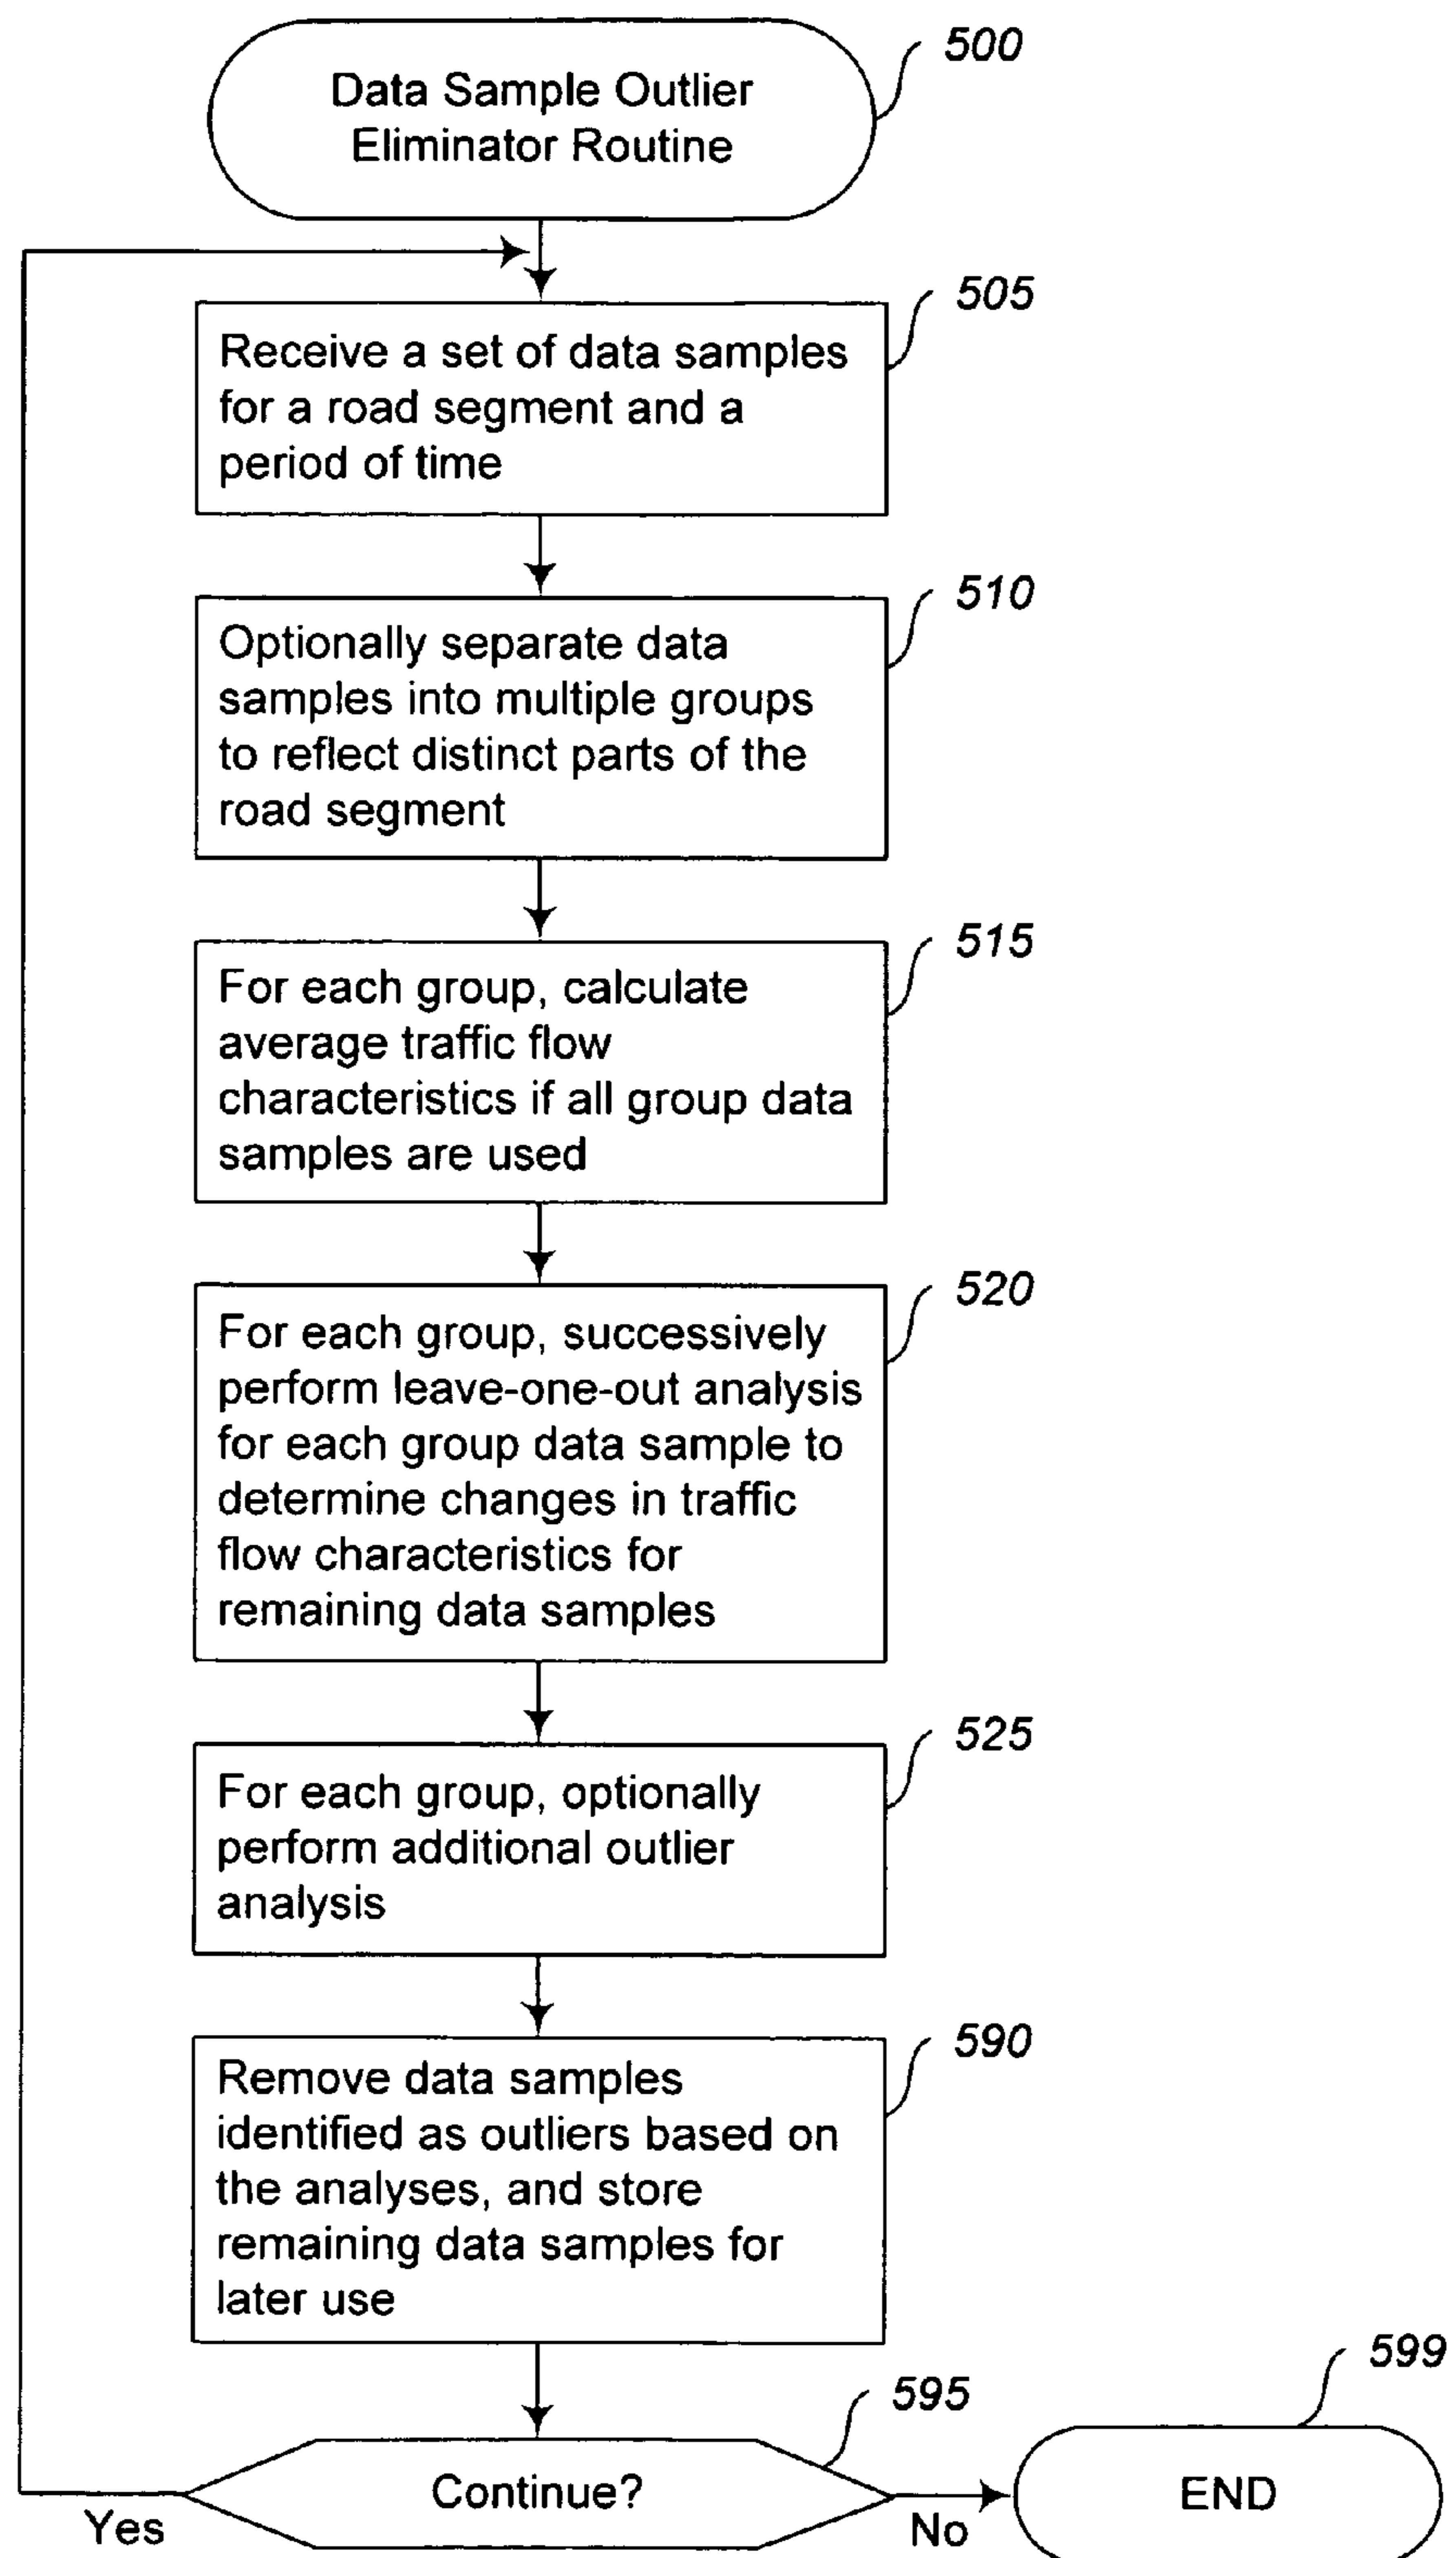 500
Data Sample Outlier
Eliminator Routine
505
Receive a set of data samples
for a road segment and a
period of time
510
Optionally separate data
samples into multiple groups
to reflect distinct parts of the
road segment
515
For each group, calculate
average traffic flow
characteristics if all group data
samples are used
520
For each group, successively
perform leave-one-out analysis
for each group data sample to
determine changes in traffic
flow characteristics for
remaining data samples
525
For each group, optionally
perform additional outlier
analysis
590
Remove data samples
identified as outliers based on
the analyses, and store
remaining data samples for
later use
595
Continue?
Yes
No
599
END